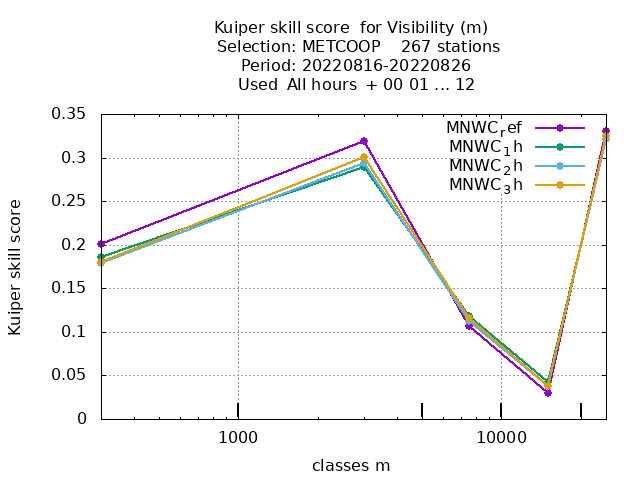 Kuiper skill score  for Visibility (m)
Selection: METCOOP    267 stations
Period: 20220816-20220826
Used  All hours  + 00 01 ... 12
0.35
0.3
0.25
0.2
0.15
0.1
0.05
0
Kuiper skill score
MNWCref
MNWC1h
MNWC2h
MNWC3h
1000 10000
classes m